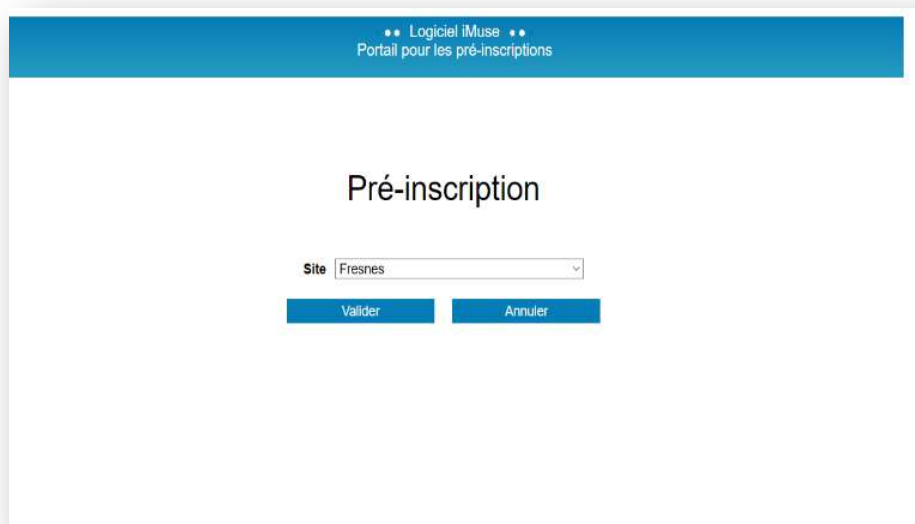 •• Logiciel iMuse ••
Portail pour les pré-inscriptions
Pré-inscription
Site Fresnes
Valider Annuler